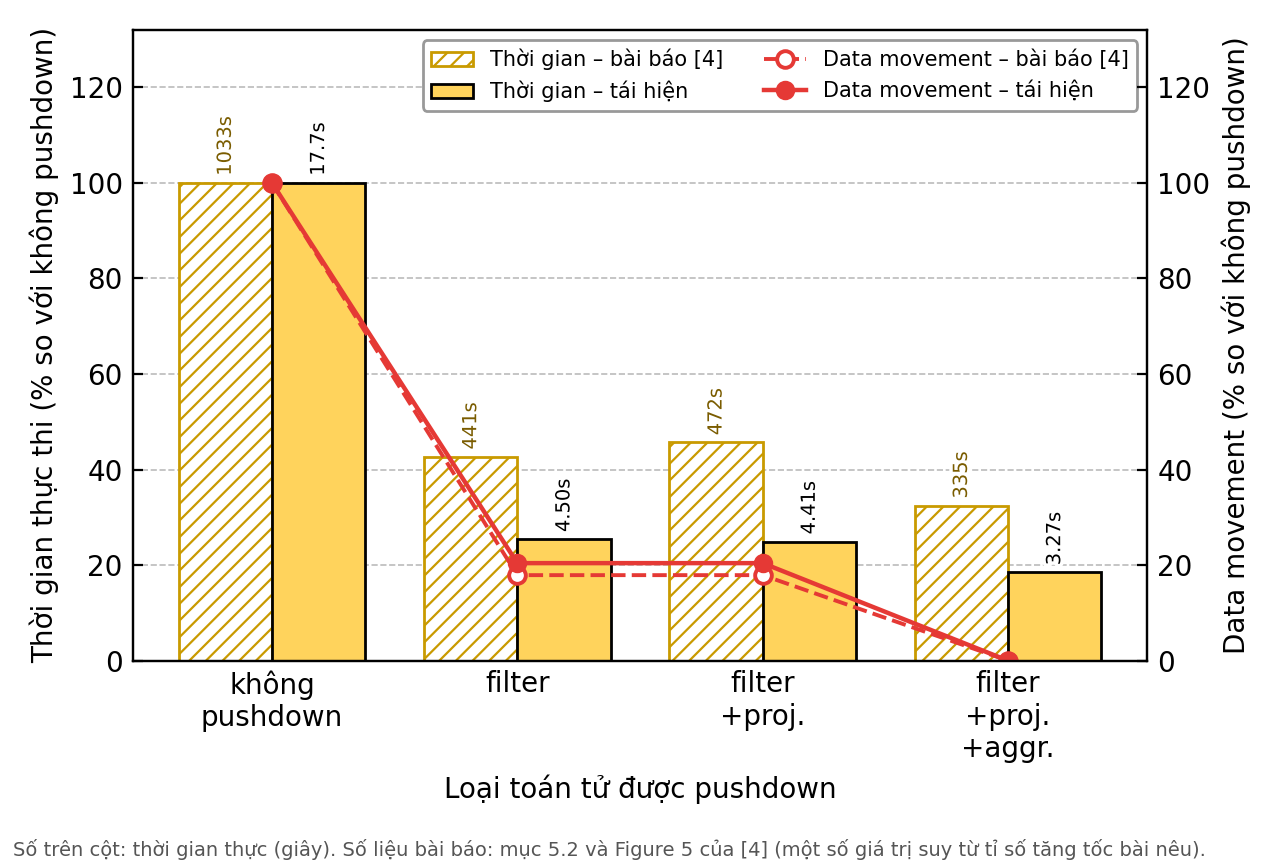 Thời gian – bài báo [4]
Thời gian – tái hiện
Data movement – bài báo [4]
Data movement – tái hiện
Thời gian thực thi (% so với không pushdown)
120
100
80
60
40
20
0
1033s
17.7s
441s
4.50s
472s
4.41s
335s
3.27s
120
100
80
60
40
20
0
Data movement (% so với không pushdown)
không
pushdown
filter
filter
+proj.
filter
+proj.
+aggr.
Loại toán tử được pushdown
Số trên cột: thời gian thực (giây). Số liệu bài báo: mục 5.2 và Figure 5 của [4] (một số giá trị suy từ tỉ số tăng tốc bài nêu).